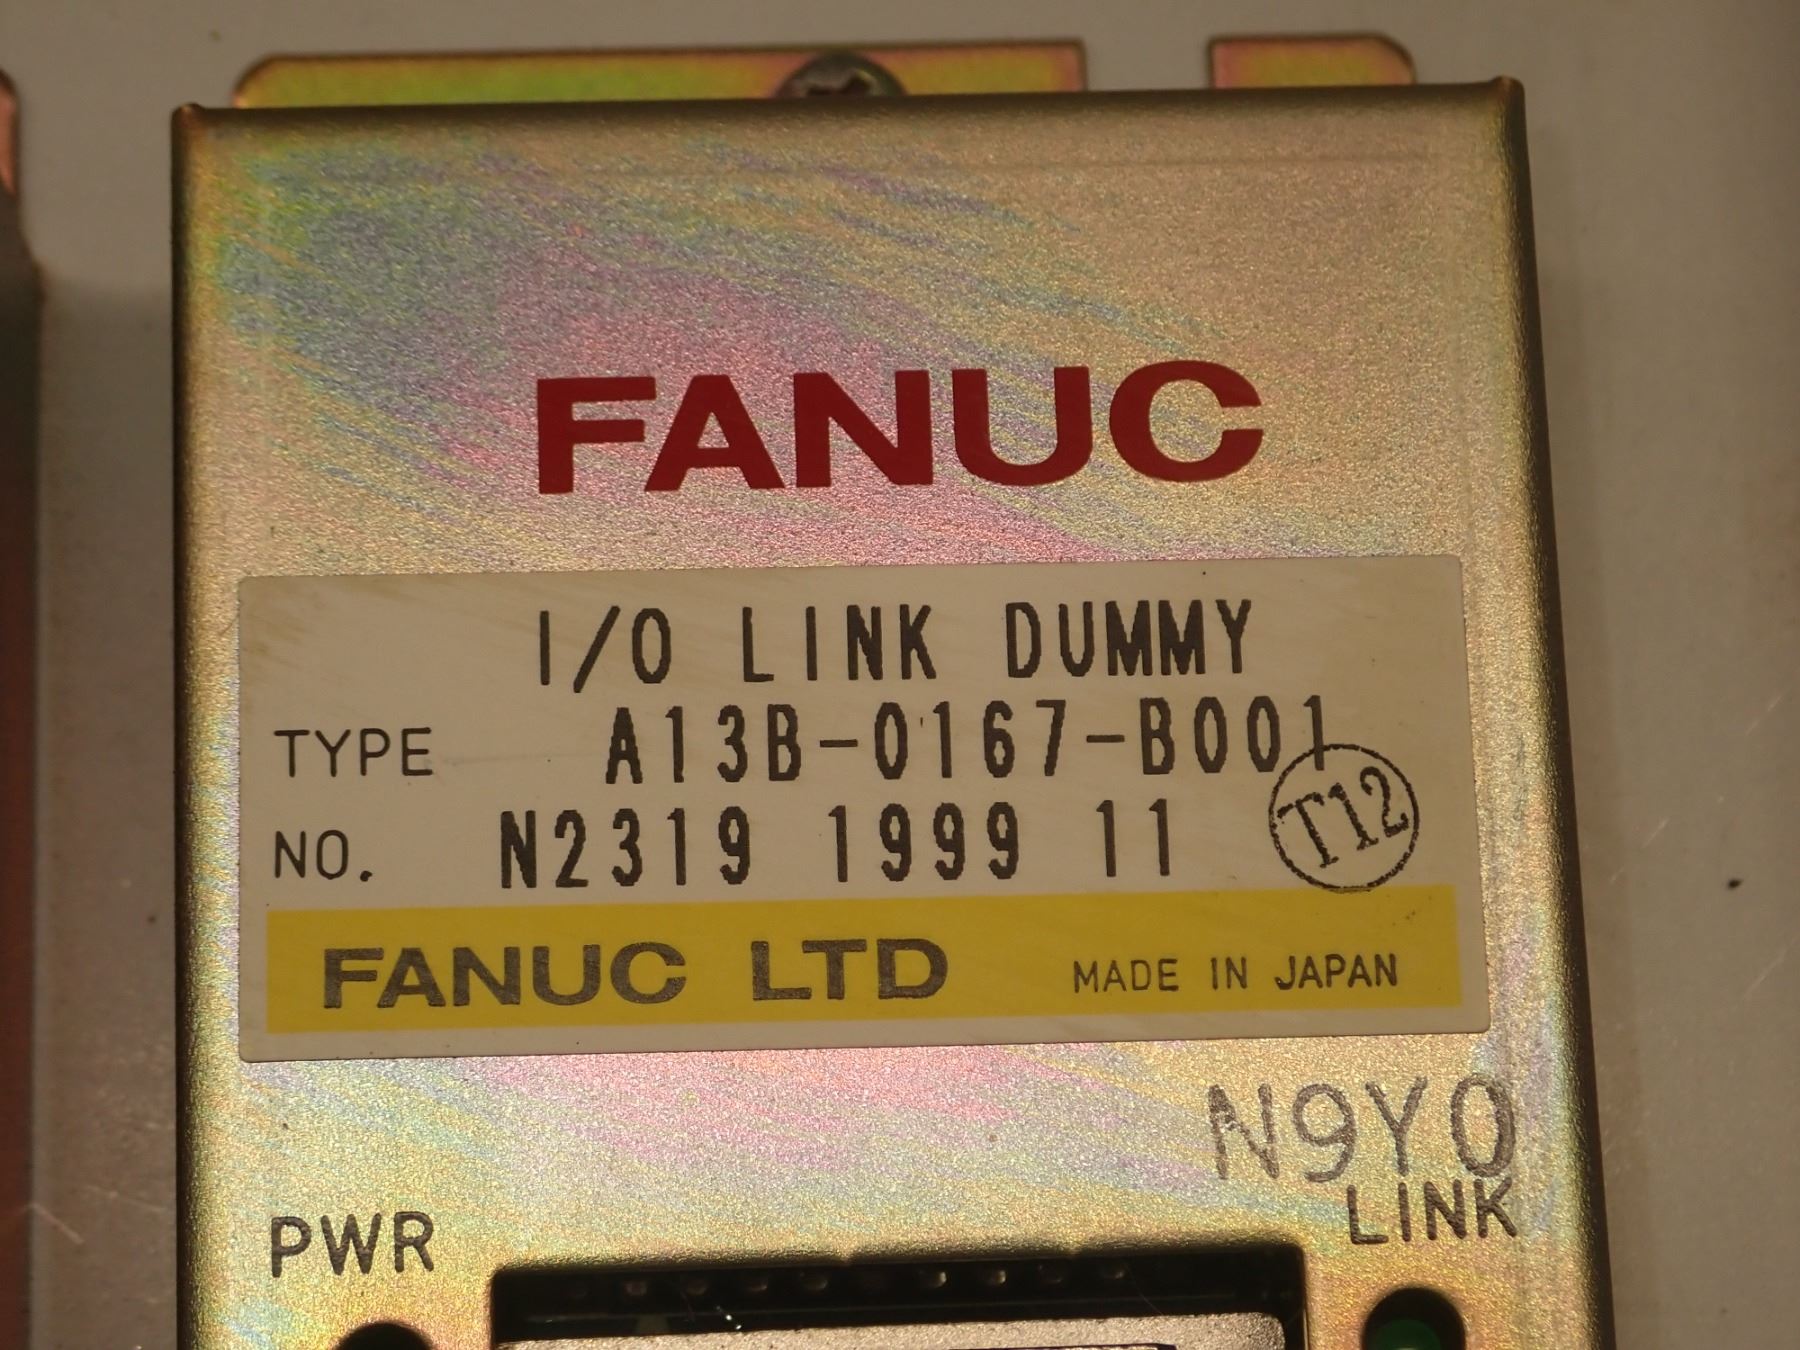 FANUC
I/O LINK DUMMY
TYPE A13B-0167-B001
NO. N2319 1999 11
T12
FANUC LTD MADE IN JAPAN
N9Y0
PWR LINK